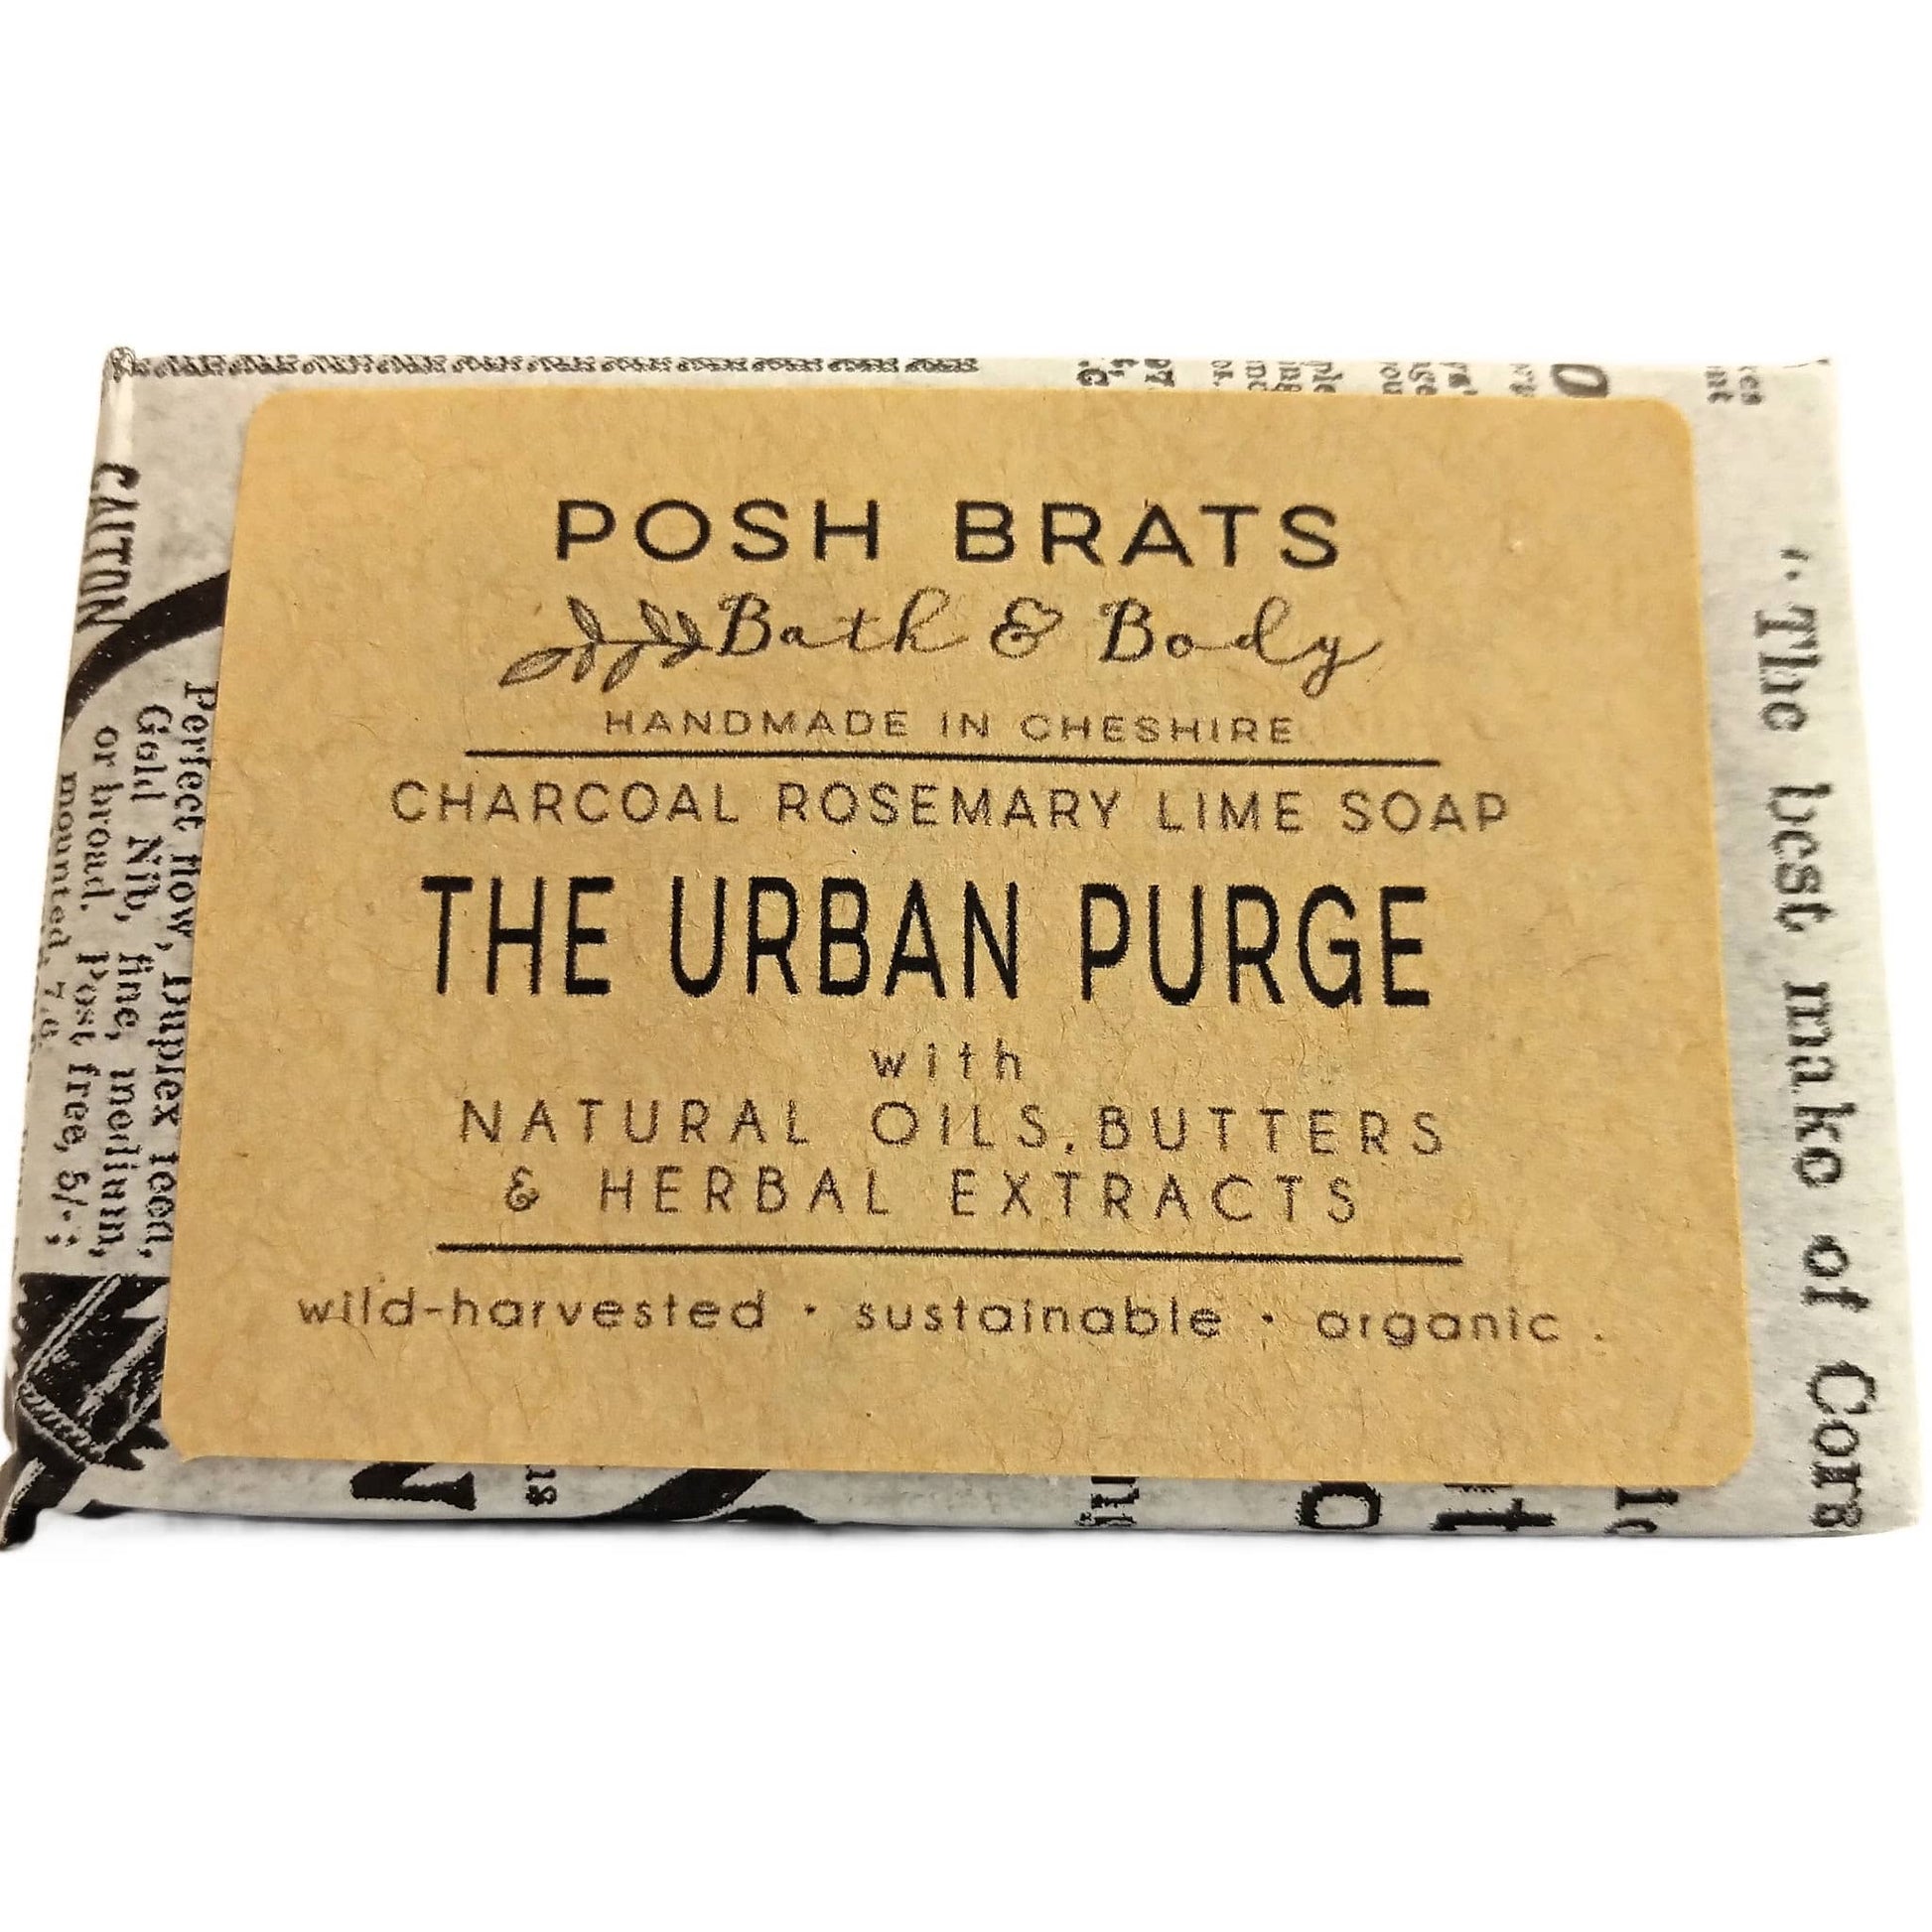 POSH BRATS
Bath & Body
HANDMADE IN CHESHIRE
CHARCOAL ROSEMARY LIME SOAP
THE URBAN PURGE
with
NATURAL OILS, BUTTERS
& HERBAL EXTRACTS
wild-harvested · sustainable · organic .
Perfect flow, Duplex feed,
Gold Nib, fine, medium,
or broad. Post free, 5/-;
mounted, 7/6.
The best make of